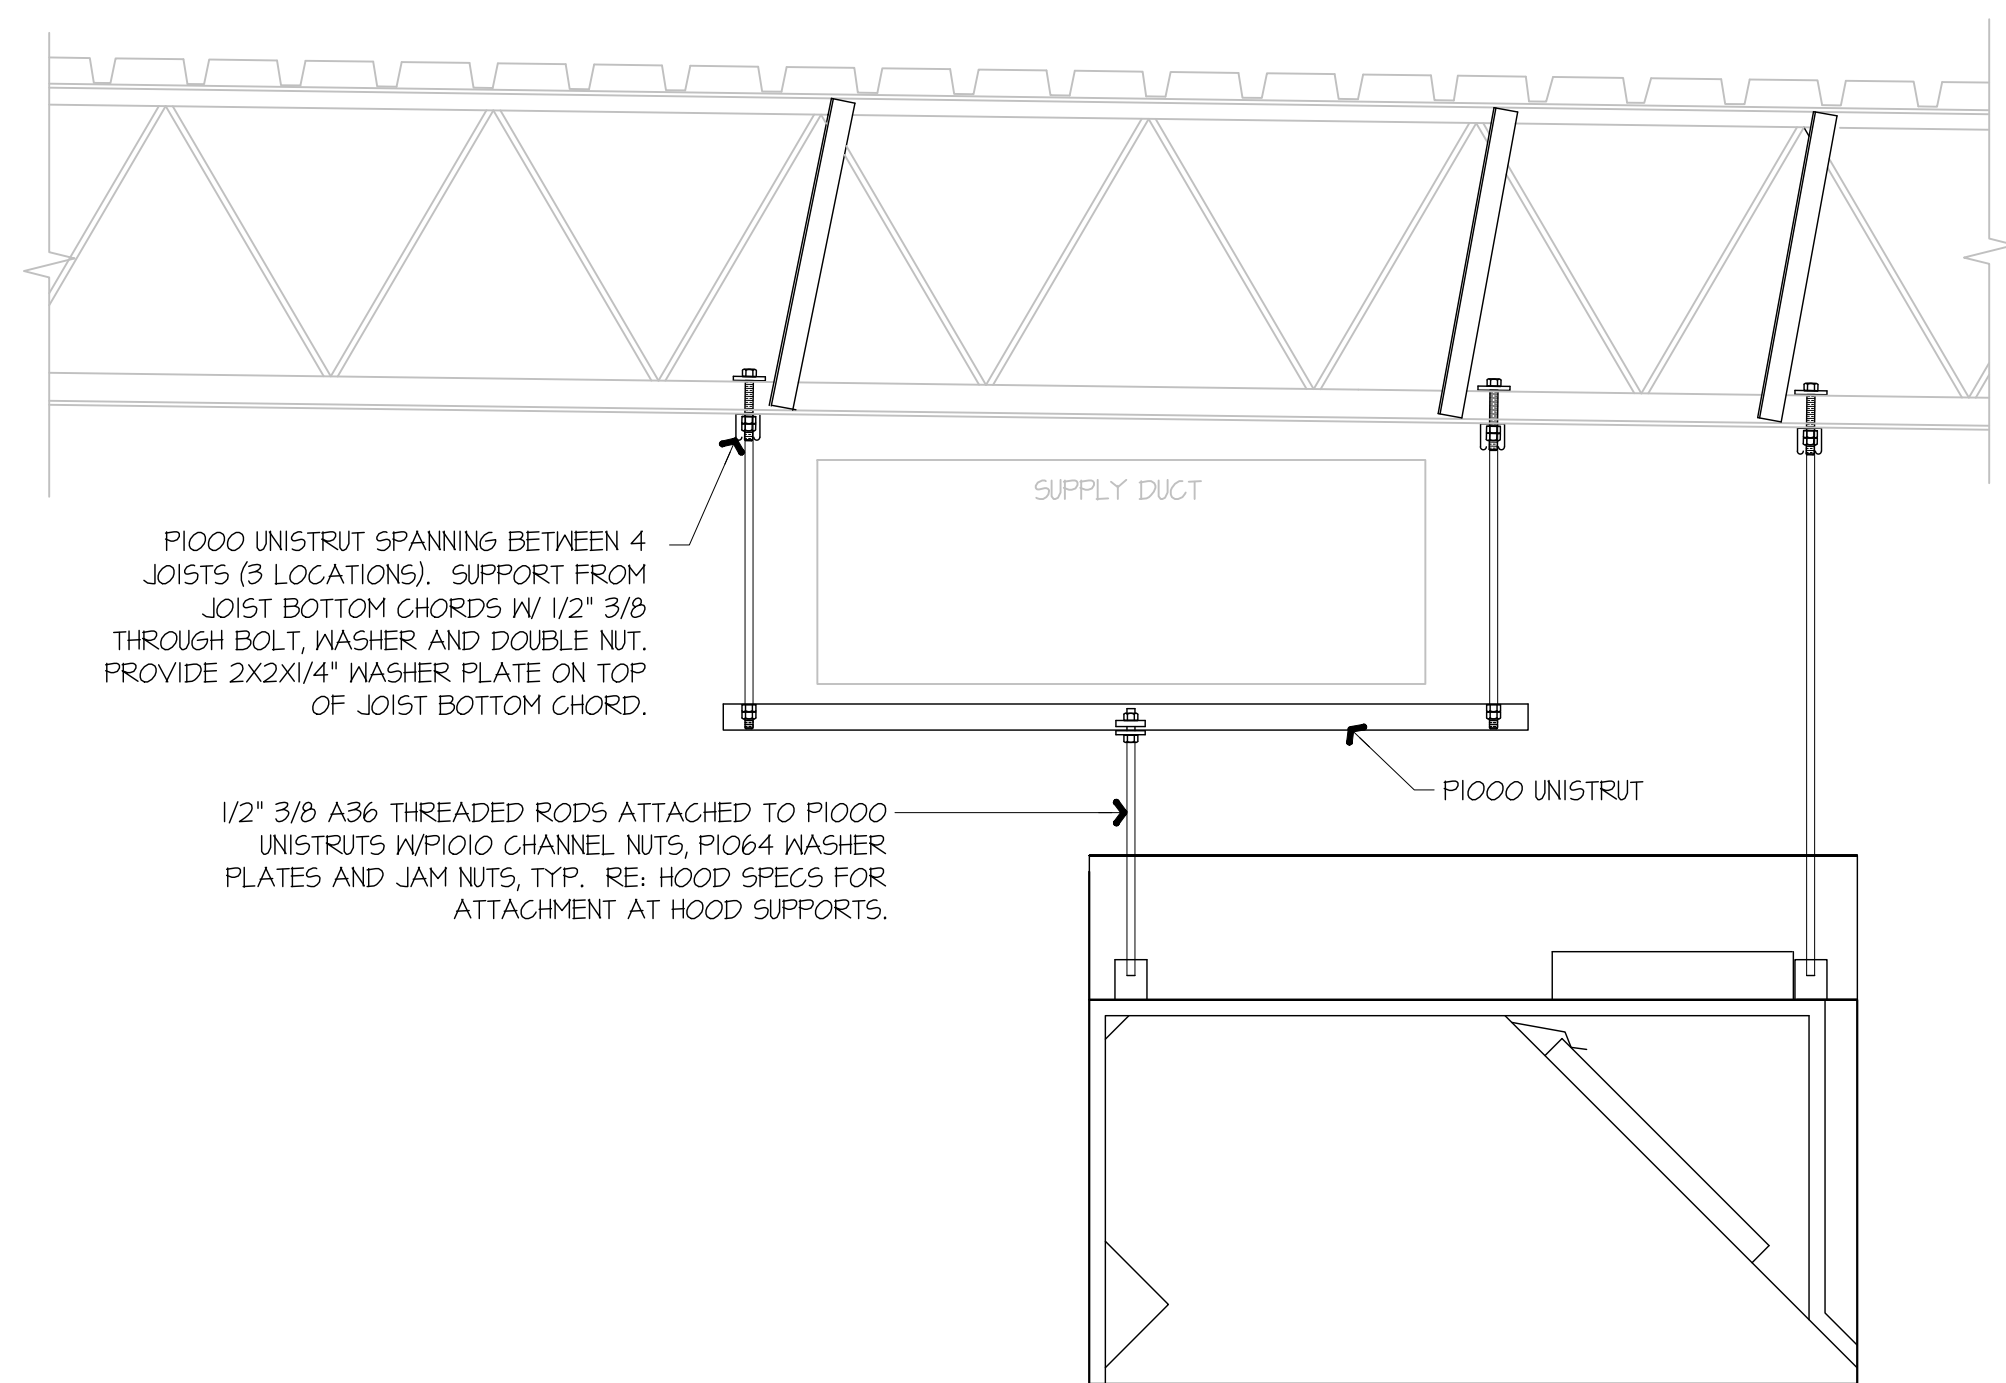 SUPPLY DUCT
P1000 UNISTRUT SPANNING BETWEEN 4
JOISTS (3 LOCATIONS).  SUPPORT FROM
JOIST BOTTOM CHORDS W/ 1/2" 3/8
THROUGH BOLT, WASHER AND DOUBLE NUT.
PROVIDE 2X2X1/4" WASHER PLATE ON TOP
OF JOIST BOTTOM CHORD.
P1000 UNISTRUT
1/2" 3/8 A36 THREADED RODS ATTACHED TO P1000
UNISTRUTS W/P1010 CHANNEL NUTS, P1064 WASHER
PLATES AND JAM NUTS, TYP.  RE: HOOD SPECS FOR
ATTACHMENT AT HOOD SUPPORTS.